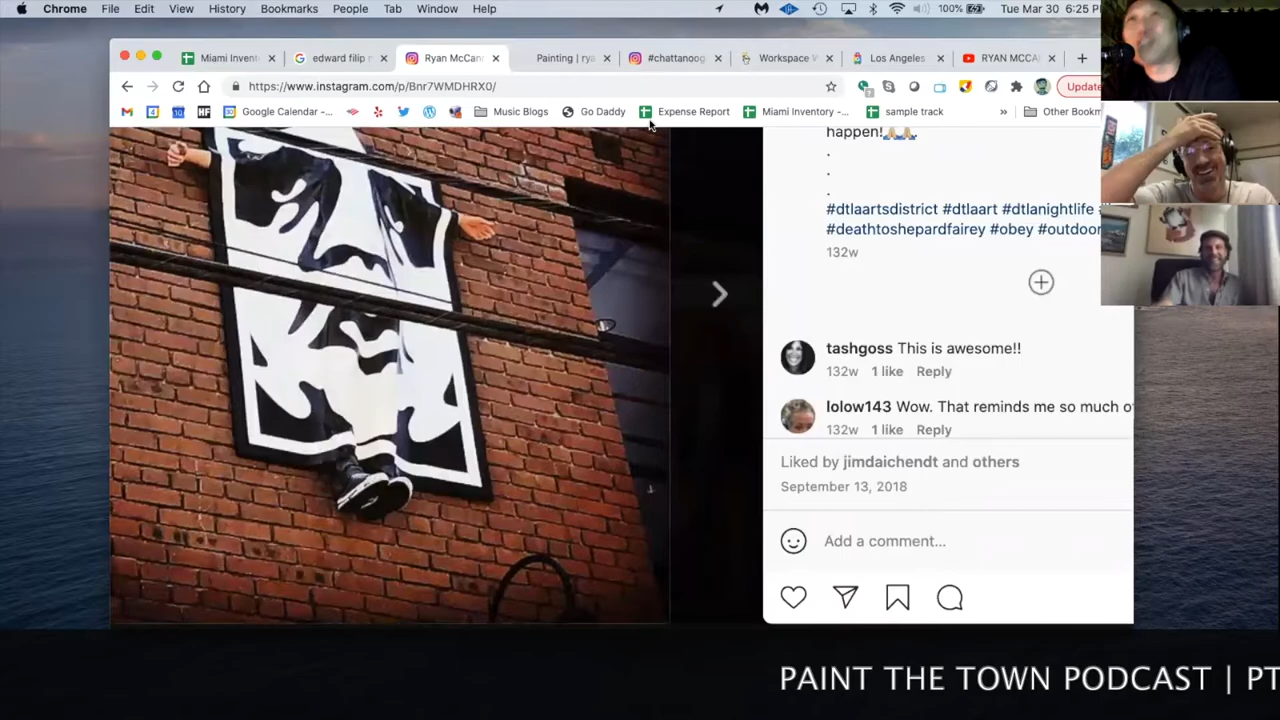 Chrome File Edit View History Bookmarks People Tab Window Help 100% Tue Mar 30 6:25
Miami Invent edward filip m Ryan McCan Painting | rya #chattanoog Workspace V Los Angeles RYAN MCCA
https://www.instagram.com/p/Bnr7WMDHRX0/ Update
HF Google Calendar -... Music Blogs Go Daddy Expense Report Miami Inventory -... sample track » Other Bookm
happen!🙏🏼🙏🏼
.
.
.
#dtlaartsdistrict #dtlaart #dtlanightlife
#deathtoshepardfairey #obey #outdoor
132w
tashgoss This is awesome!!
132w 1 like Reply
lolow143 Wow. That reminds me so much o
132w 1 like Reply
Liked by jimdaichendt and others
September 13, 2018
Add a comment...
PAINT THE TOWN PODCAST | PT